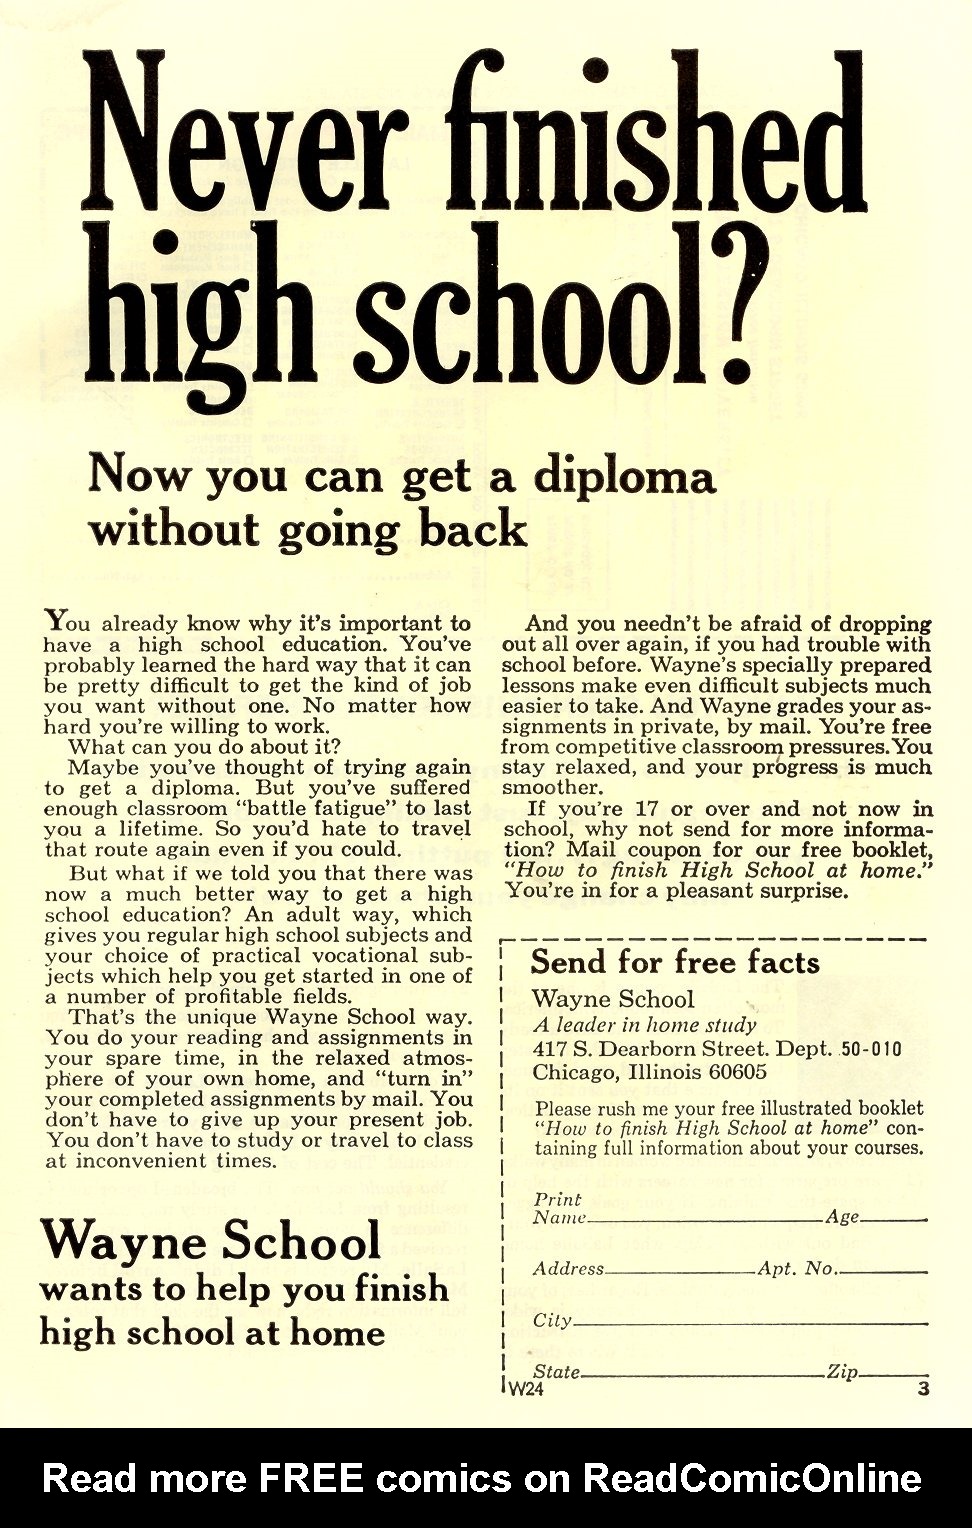 Never finished
high school?
Now you can get a diploma
without going back
You already know why it's important to
have a high school education. You've
probably learned the hard way that it can
be pretty difficult to get the kind of job
you want without one. No matter how
hard you're willing to work.
What can you do about it?
Maybe you've thought of trying again
to get a diploma. But you've suffered
enough classroom "battle fatigue" to last
you a lifetime. So you'd hate to travel
that route again even if you could.
But what if we told you that there was
now a much better way to get a high
school education? An adult way, which
gives you regular high school subjects and
your choice of practical vocational sub-
jects which help you get started in one of
a number of profitable fields.
That's the unique Wayne School way.
You do your reading and assignments in
your spare time, in the relaxed atmos-
phere of your own home, and "turn in"
your completed assignments by mail. You
don't have to give up your present job.
You don't have to study or travel to class
at inconvenient times.
Wayne School
wants to help you finish
high school at home
And you needn't be afraid of dropping
out all over again, if you had trouble with
school before. Wayne's specially prepared
lessons make even difficult subjects much
easier to take. And Wayne grades your as-
signments in private, by mail. You're free
from competitive classroom pressures. You
stay relaxed, and your progress is much
smoother.
If you're 17 or over and not now in
school, why not send for more informa-
tion? Mail coupon for our free booklet,
"How to finish High School at home."
You're in for a pleasant surprise.
Send for free facts
Wayne School
A leader in home study
417 S. Dearborn Street. Dept. 50-010
Chicago, Illinois 60605
Please rush me your free illustrated booklet
"How to finish High School at home" con-
taining full information about your courses.
Print
Name Age
Address Apt. No.
City
State Zip
W24 3
Read more FREE comics on ReadComicOnline